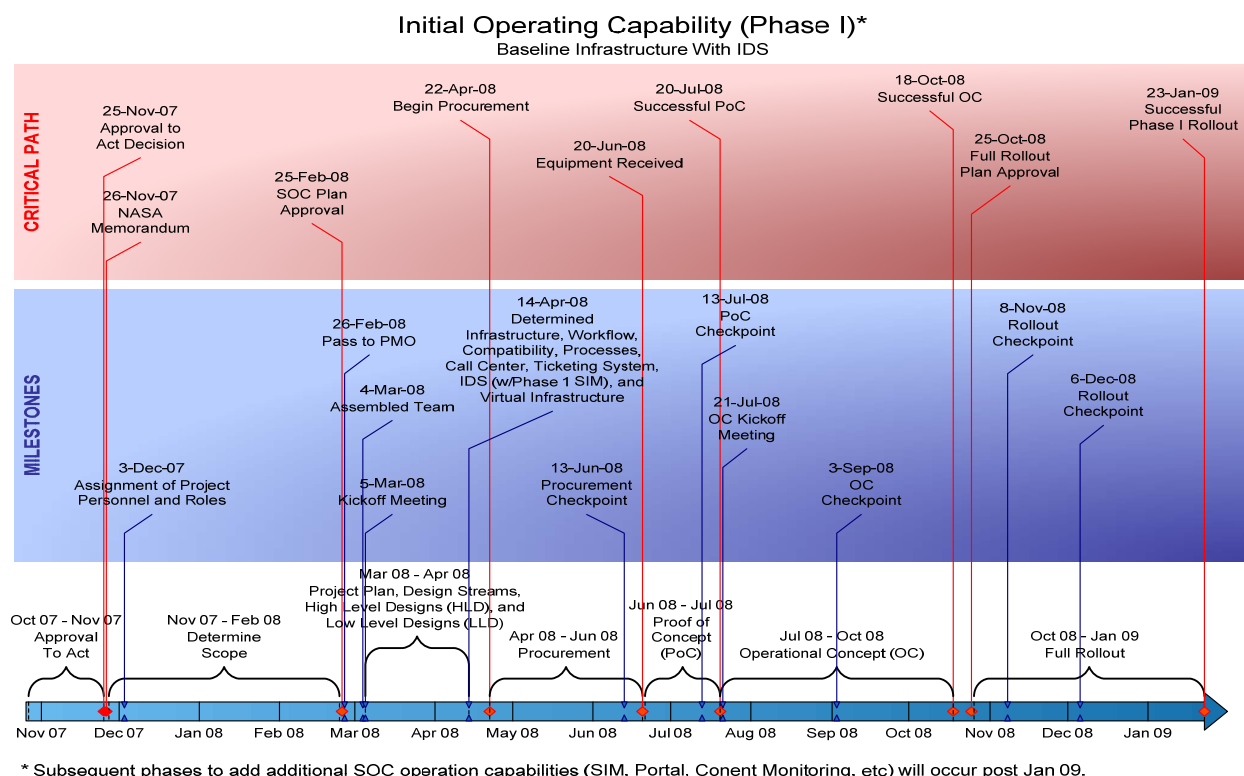 Initial Operating Capability (Phase I)*
Baseline Infrastructure With IDS
CRITICAL PATH
25-Nov-07
Approval to
Act Decision
26-Nov-07
NASA
Memorandum
25-Feb-08
SOC Plan
Approval
22-Apr-08
Begin Procurement
20-Jun-08
Equipment Received
20-Jul-08
Successful PoC
18-Oct-08
Successful OC
25-Oct-08
Full Rollout
Plan Approval
23-Jan-09
Successful
Phase I Rollout
MILESTONES
3-Dec-07
Assignment of Project
Personnel and Roles
26-Feb-08
Pass to PMO
4-Mar-08
Assembled Team
5-Mar-08
Kickoff Meeting
14-Apr-08
Determined
Infrastructure, Workflow,
Compatibility, Processes,
Call Center, Ticketing System,
IDS (w/Phase 1 SIM), and
Virtual Infrastructure
13-Jun-08
Procurement
Checkpoint
13-Jul-08
PoC
Checkpoint
21-Jul-08
OC Kickoff
Meeting
3-Sep-08
OC
Checkpoint
8-Nov-08
Rollout
Checkpoint
6-Dec-08
Rollout
Checkpoint
Oct 07 - Nov 07
Approval
To Act
Nov 07 - Feb 08
Determine
Scope
Mar 08 - Apr 08
Project Plan, Design Streams,
High Level Designs (HLD), and
Low Level Designs (LLD)
Apr 08 - Jun 08
Procurement
Jun 08 - Jul 08
Proof of
Concept
(PoC)
Jul 08 - Oct 08
Operational Concept (OC)
Oct 08 - Jan 09
Full Rollout
Nov 07 Dec 07 Jan 08 Feb 08 Mar 08 Apr 08 May 08 Jun 08 Jul 08 Aug 08 Sep 08 Oct 08 Nov 08 Dec 08 Jan 09
* Subsequent phases to add additional SOC operation capabilities (SIM, Portal, Conent Monitoring, etc) will occur post Jan 09.